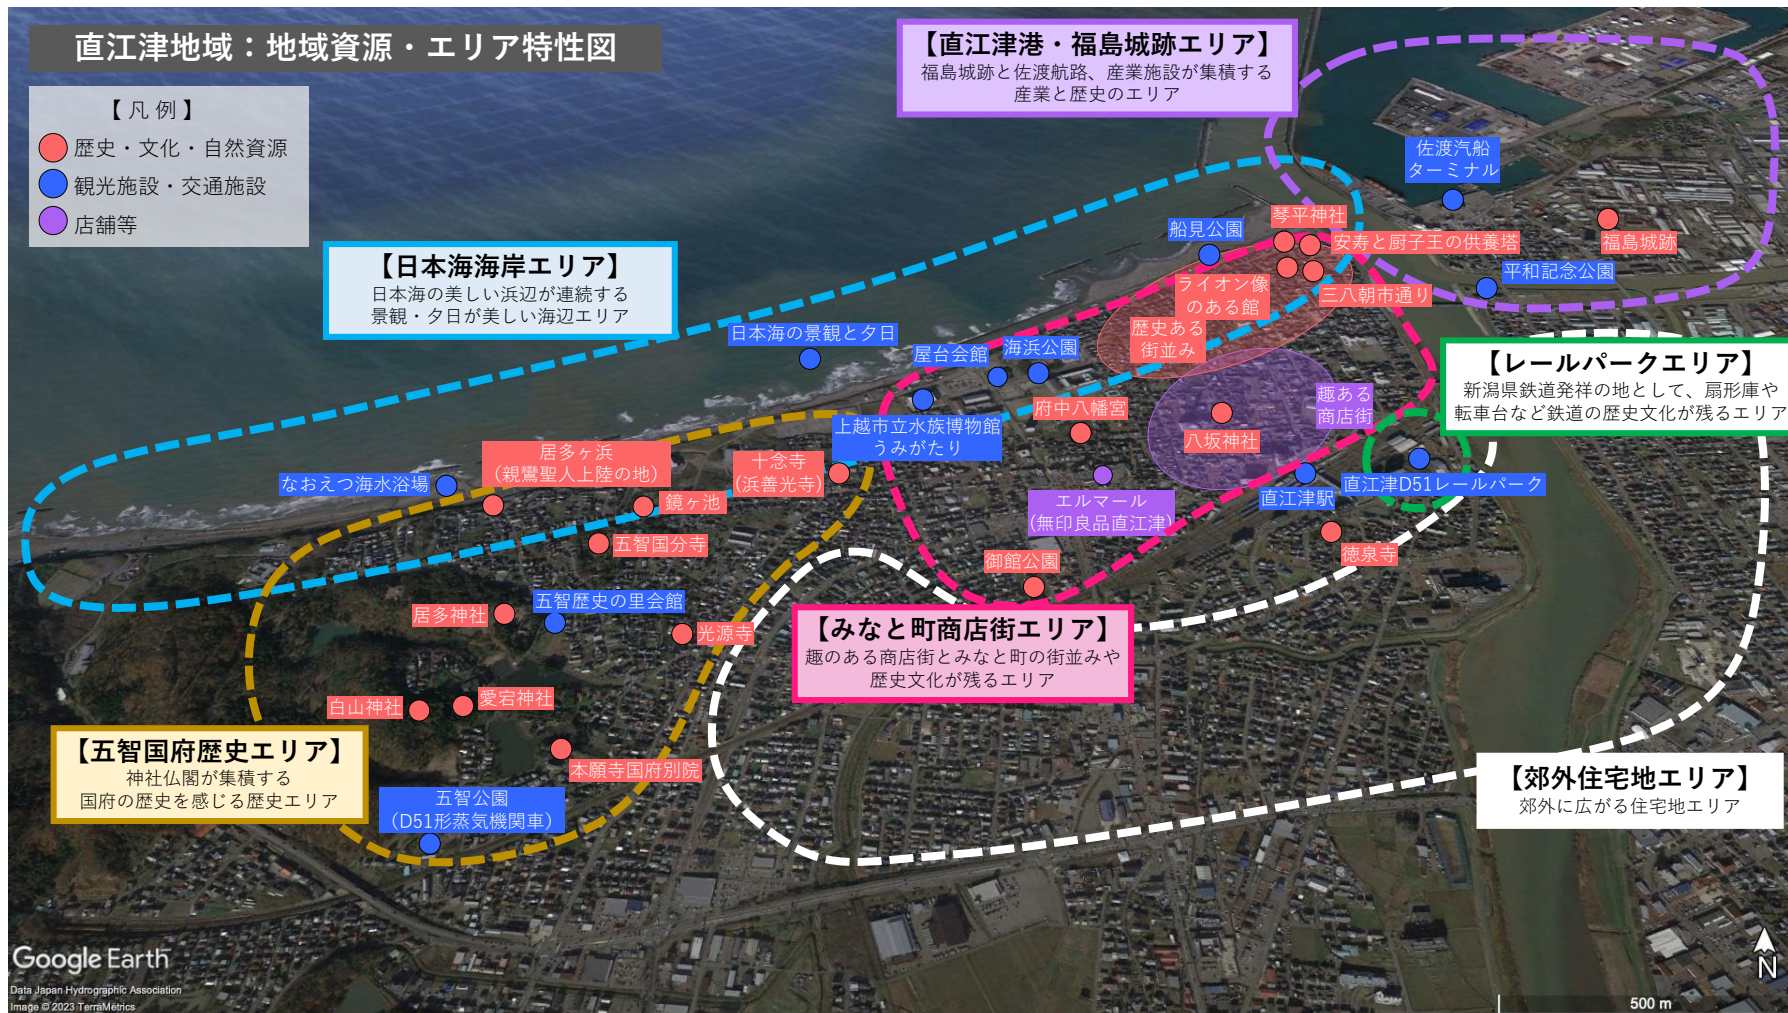 直江津地域：地域資源・エリア特性図
【 凡 例 】
歴史・文化・自然資源
観光施設・交通施設
店舗等
【直江津港・福島城跡エリア】
福島城跡と佐渡航路、産業施設が集積する
産業と歴史のエリア
佐渡汽船
ターミナル
福島城跡
平和記念公園
【日本海海岸エリア】
日本海の美しい浜辺が連続する
景観・夕日が美しい海辺エリア
船見公園
琴平神社
安寿と厨子王の供養塔
ライオン像
のある館
三八朝市通り
歴史ある
街並み
日本海の景観と夕日
屋台会館
海浜公園
上越市立水族博物館
うみがたり
府中八幡宮
八坂神社
趣ある
商店街
【レールパークエリア】
新潟県鉄道発祥の地として、扇形庫や
転車台など鉄道の歴史文化が残るエリア
直江津D51レールパーク
直江津駅
徳泉寺
エルマール
(無印良品直江津)
御館公園
【みなと町商店街エリア】
趣のある商店街とみなと町の街並みや
歴史文化が残るエリア
なおえつ海水浴場
居多ヶ浜
（親鸞聖人上陸の地）
鏡ヶ池
十念寺
(浜善光寺)
五智国分寺
居多神社
五智歴史の里会館
光源寺
白山神社
愛宕神社
本願寺国府別院
【五智国府歴史エリア】
神社仏閣が集積する
国府の歴史を感じる歴史エリア
五智公園
（D51形蒸気機関車）
【郊外住宅地エリア】
郊外に広がる住宅地エリア
Google Earth
Data Japan Hydrographic Association
Image © 2023 TerraMetrics
N
500 m